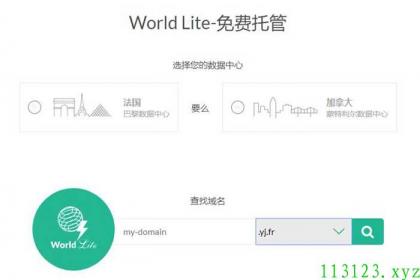 World Lite-免费托管
选择您的数据中心
法国
巴黎数据中心
要么
加拿大
蒙特利尔数据中心
查找域名
World Lite
my-domain
.yj.fr
113123.xyz